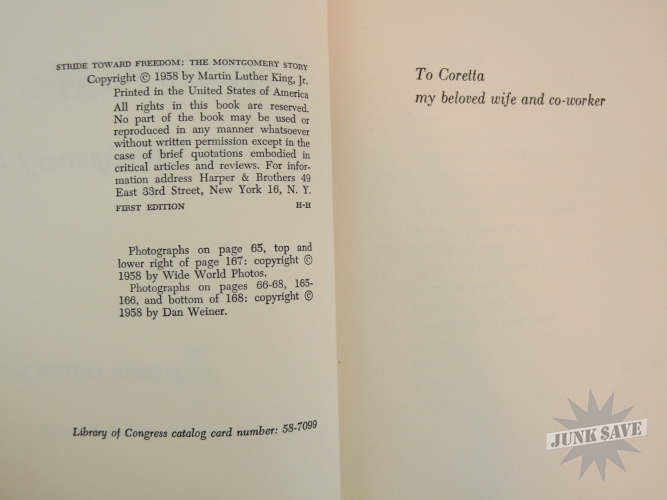 STRIDE TOWARD FREEDOM: THE MONTGOMERY STORY
Copyright © 1958 by Martin Luther King, Jr.
Printed in the United States of America
All rights in this book are reserved.
No part of the book may be used or
reproduced in any manner whatsoever
without written permission except in the
case of brief quotations embodied in
critical articles and reviews. For infor-
mation address Harper & Brothers 49
East 33rd Street, New York 16, N. Y.
FIRST EDITION H-H
Photographs on page 65, top and
lower right of page 167: copyright ©
1958 by Wide World Photos.
Photographs on pages 66-68, 165-
166, and bottom of 168: copyright ©
1958 by Dan Weiner.
Library of Congress catalog card number: 58-7099
To Coretta
my beloved wife and co-worker
JUNK $AVE